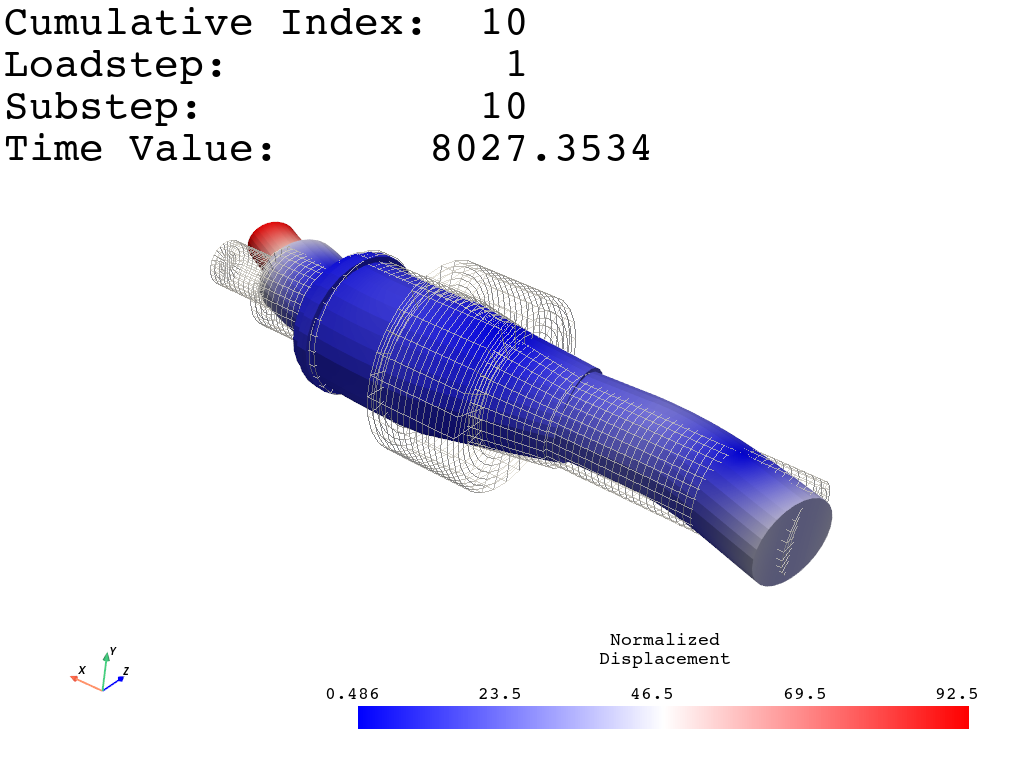 Cumulative Index: 10
Loadstep: 1
Substep: 10
Time Value: 8027.3534
Y
X
Z
Normalized
Displacement
0.486 23.5 46.5 69.5 92.5